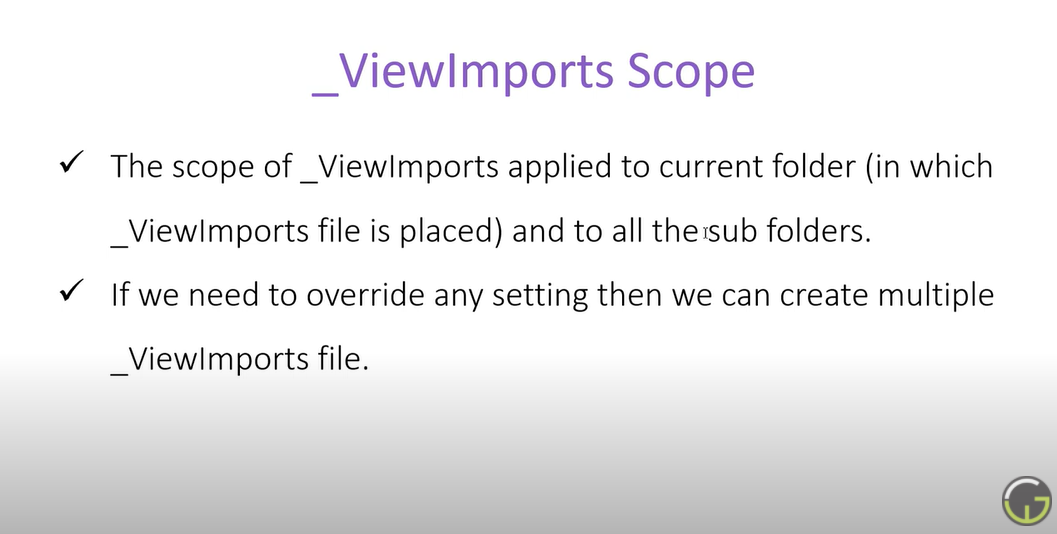 _ViewImports Scope
The scope of _ViewImports applied to current folder (in which
_ViewImports file is placed) and to all the sub folders.
If we need to override any setting then we can create multiple
_ViewImports file.